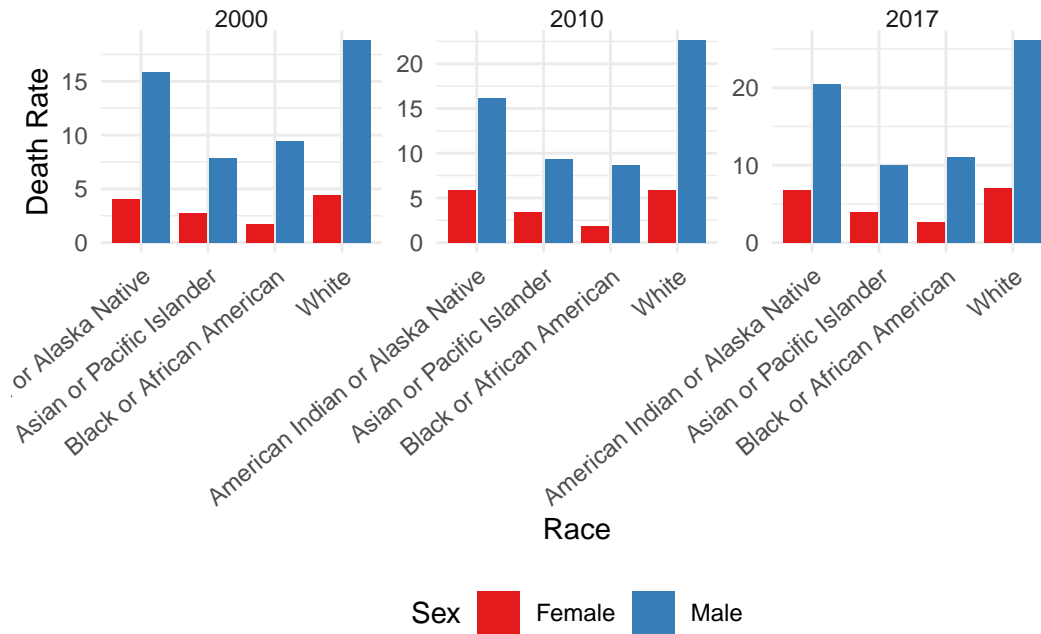 2000
2010
2017
Death Rate
15
10
5
0
20
15
10
5
0
20
10
0
or Alaska Native
Asian or Pacific Islander
Black or African American
White
American Indian or Alaska Native
Asian or Pacific Islander
Black or African American
White
American Indian or Alaska Native
Asian or Pacific Islander
Black or African American
White
Race
Sex Female Male